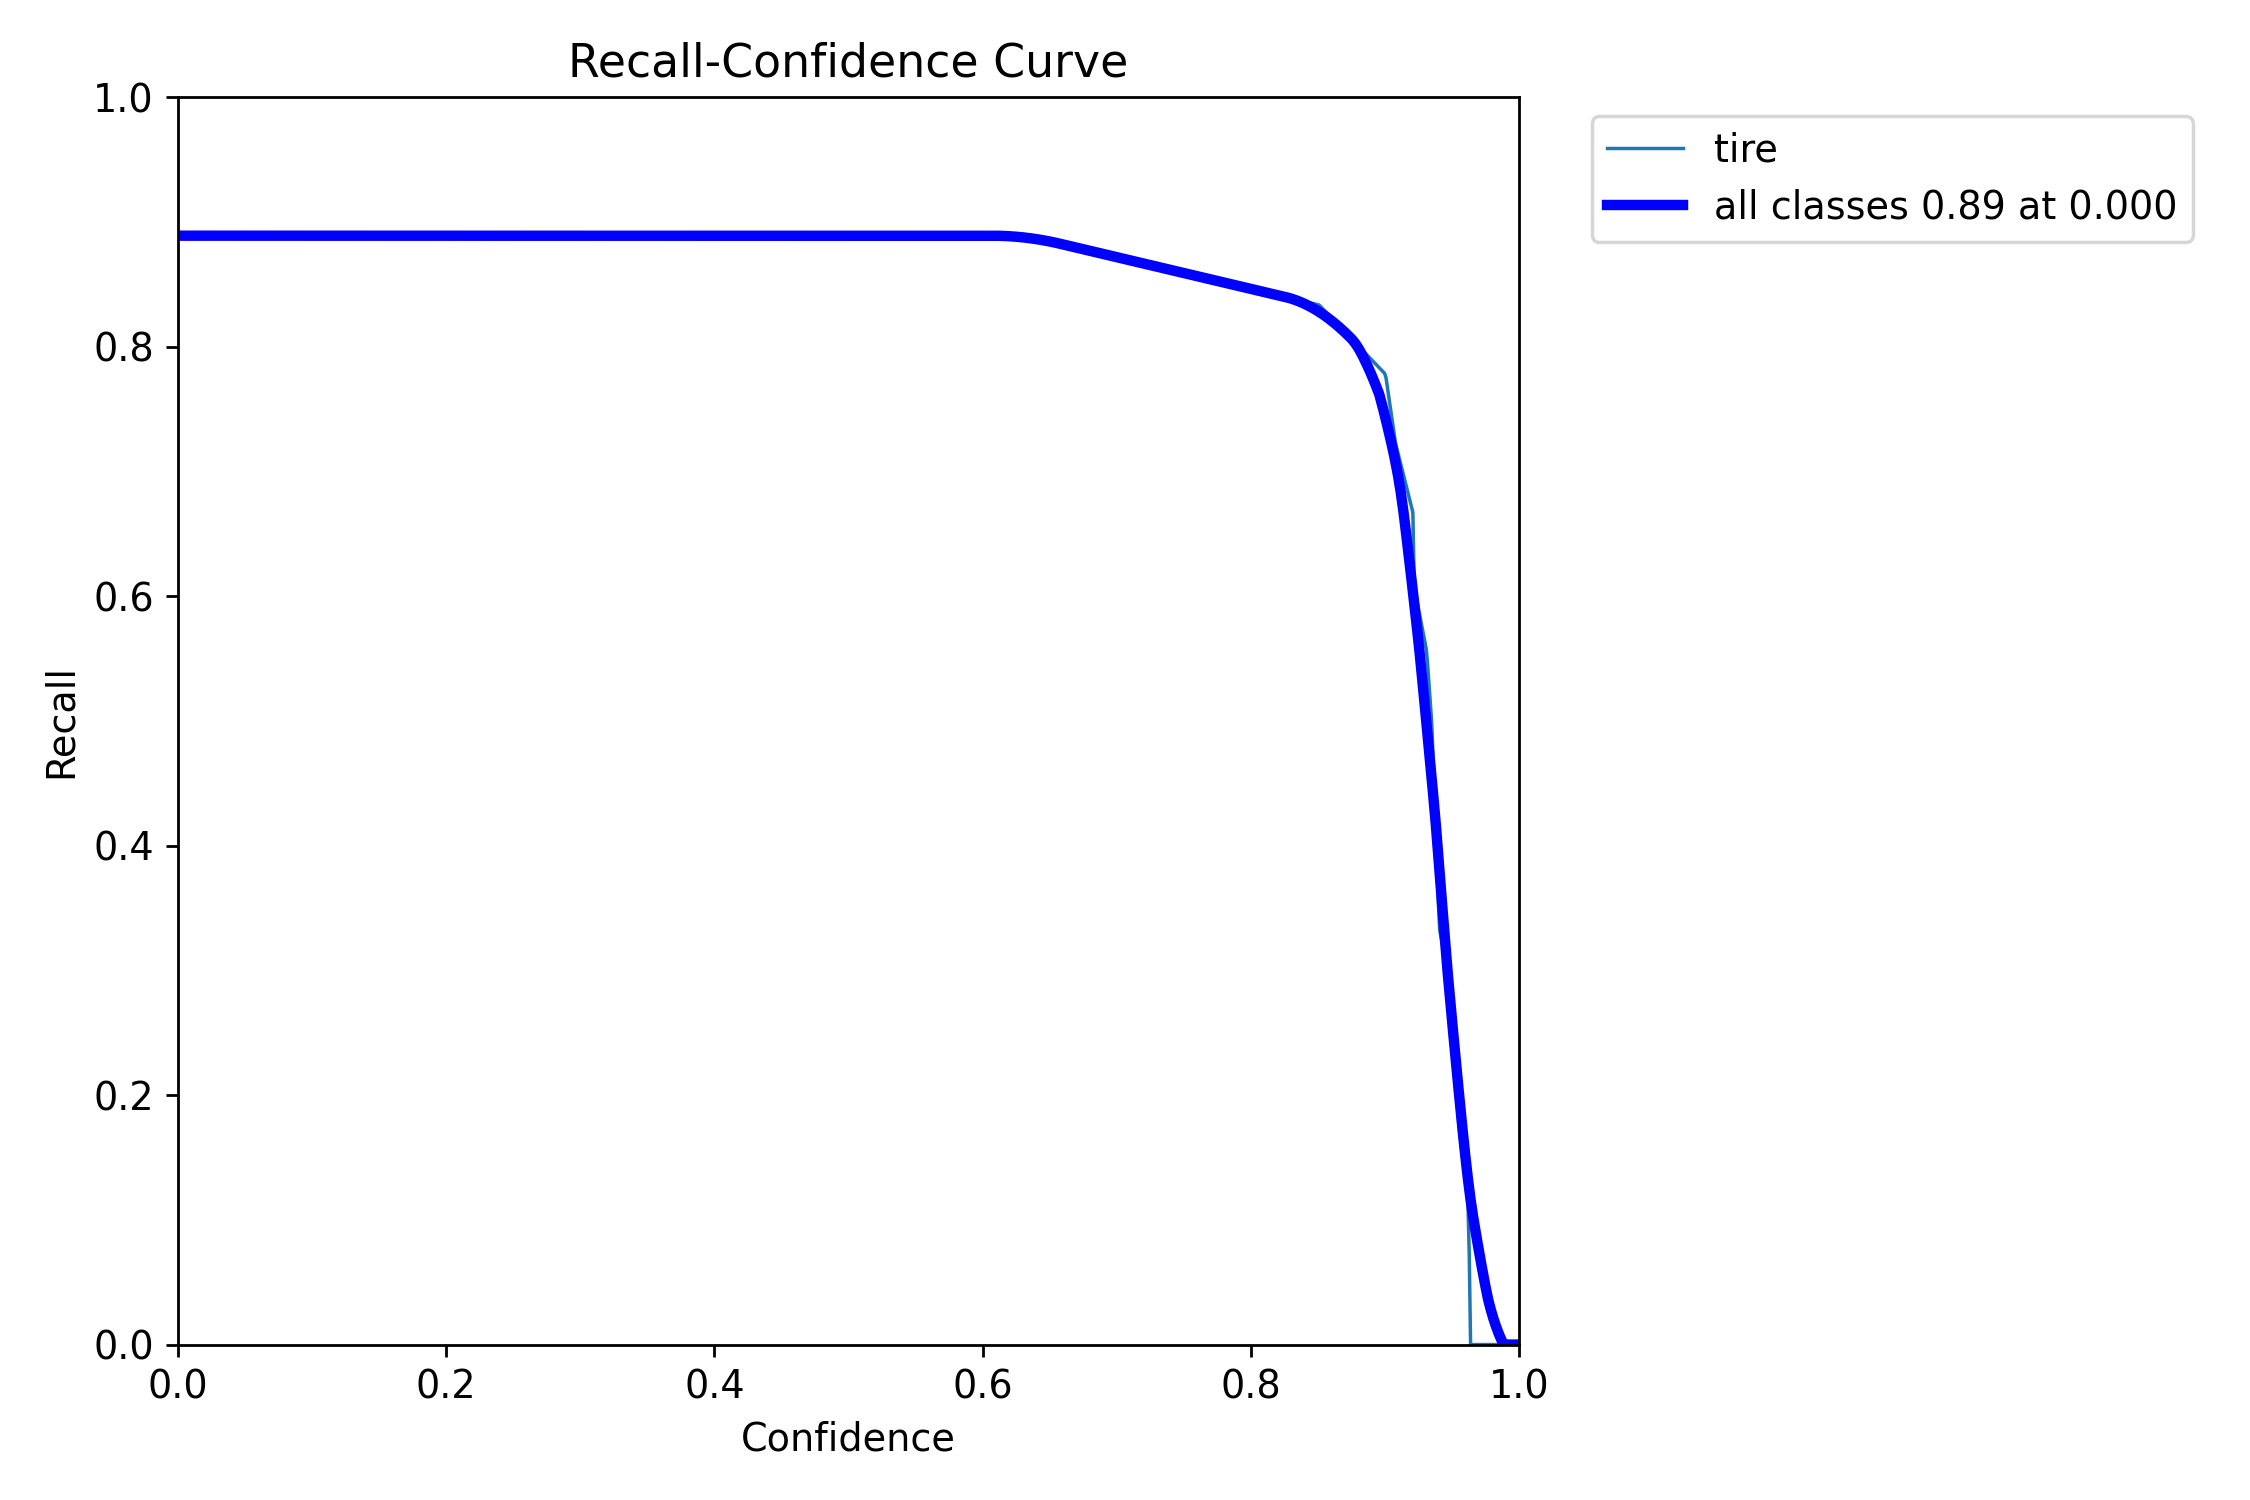 Recall-Confidence Curve
1.0
0.8
0.6
0.4
0.2
0.0
Recall
0.0 0.2 0.4 0.6 0.8 1.0
Confidence
tire
all classes 0.89 at 0.000